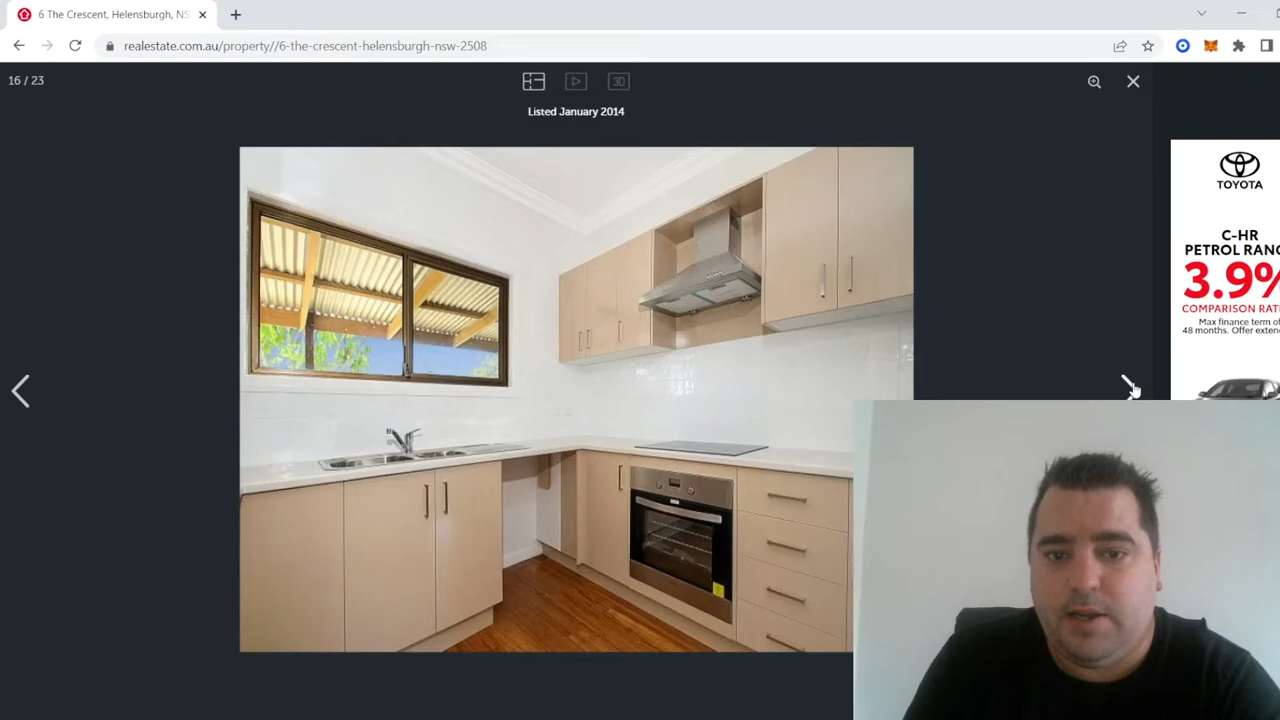 6 The Crescent, Helensburgh, NS
realestate.com.au/property//6-the-crescent-helensburgh-nsw-2508
16 / 23
3D
Listed January 2014
TOYOTA
C-HR
PETROL RANG
3.9%
COMPARISON RAT
Max finance term of
48 months. Offer exten